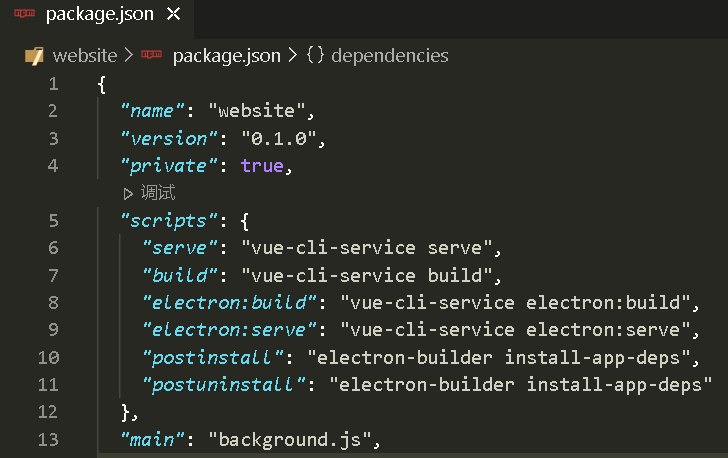 npm package.json ×
website > npm package.json > {} dependencies
1 {
2 "name": "website",
3 "version": "0.1.0",
4 "private": true,
▷ 调试
5 "scripts": {
6 "serve": "vue-cli-service serve",
7 "build": "vue-cli-service build",
8 "electron:build": "vue-cli-service electron:build",
9 "electron:serve": "vue-cli-service electron:serve",
10 "postinstall": "electron-builder install-app-deps",
11 "postuninstall": "electron-builder install-app-deps"
12 },
13 "main": "background.js",